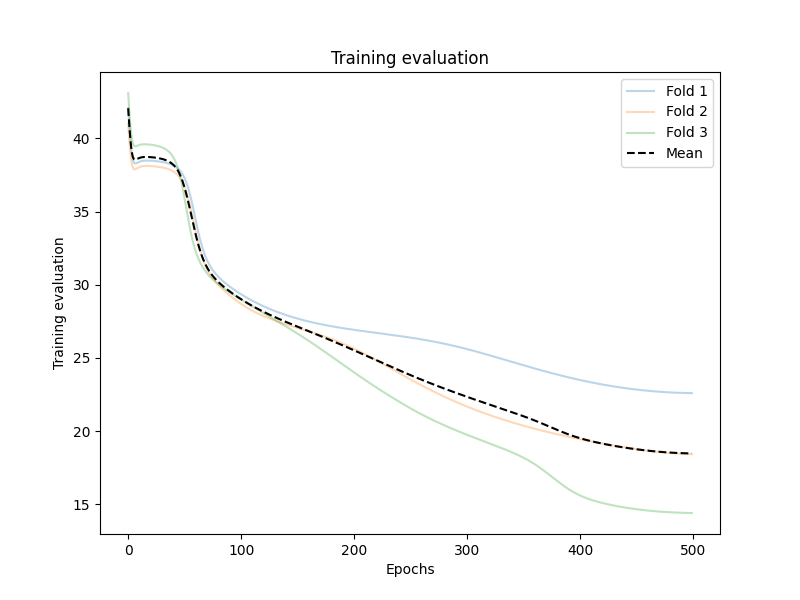 Training evaluation
Fold 1
Fold 2
Fold 3
Mean
Training evaluation
40
35
30
25
20
15
0 100 200 300 400 500
Epochs